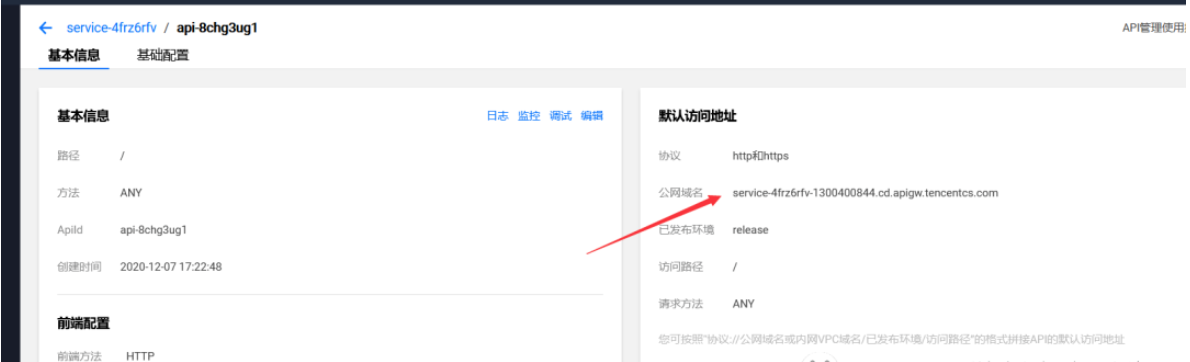 ← service-4frz6rfv / api-8chg3ug1
API管理使用
基本信息 基础配置
基本信息 日志 监控 调试 编辑
路径 /
方法 ANY
ApiId api-8chg3ug1
创建时间 2020-12-07 17:22:48
前端配置
前端方法 HTTP
默认访问地址
协议 http和https
公网域名 service-4frz6rfv-1300400844.cd.apigw.tencentcs.com
已发布环境 release
访问路径 /
请求方法 ANY
您可按照"协议://公网域名或内网VPC域名/已发布环境/访问路径"的格式拼接API的默认访问地址